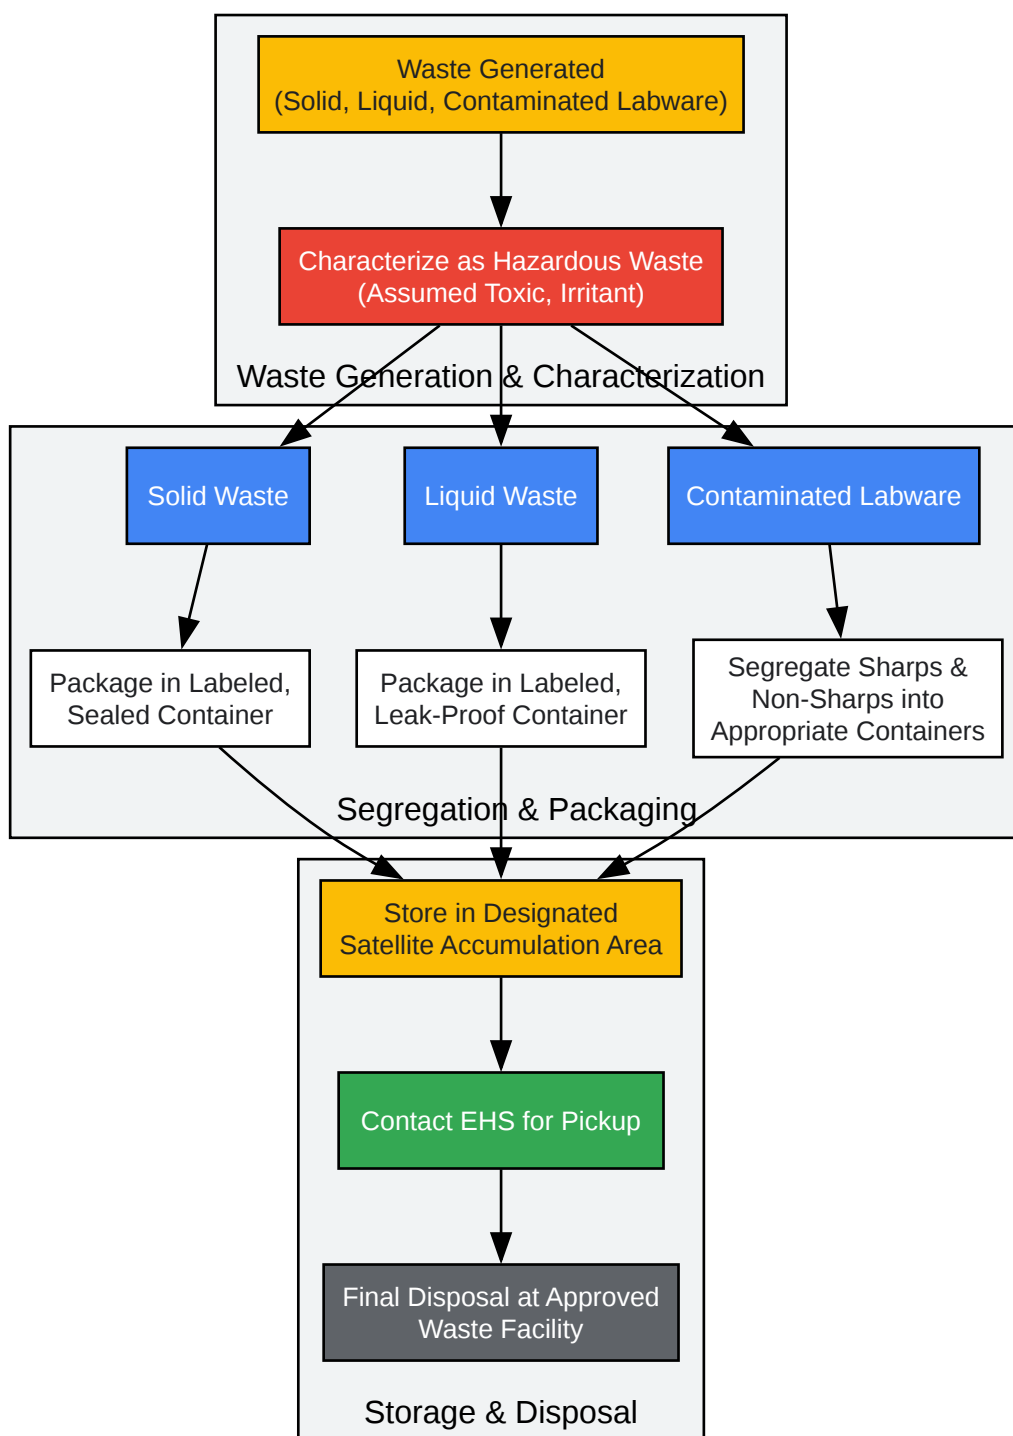 Waste Generated
(Solid, Liquid, Contaminated Labware)
Characterize as Hazardous Waste
(Assumed Toxic, Irritant)
Waste Generation & Characterization
Solid Waste
Liquid Waste
Contaminated Labware
Package in Labeled,
Sealed Container
Package in Labeled,
Leak-Proof Container
Segregate Sharps &
Non-Sharps into
Appropriate Containers
Segregation & Packaging
Store in Designated
Satellite Accumulation Area
Contact EHS for Pickup
Final Disposal at Approved
Waste Facility
Storage & Disposal